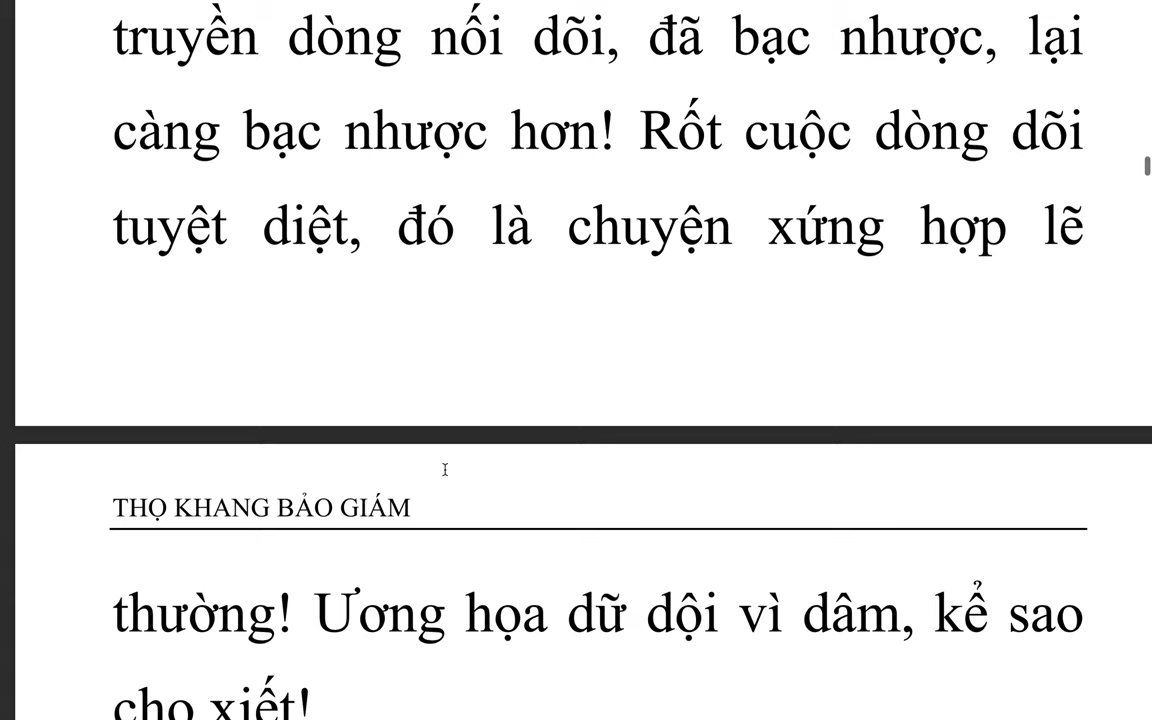 truyền dòng nối dõi, đã bạc nhược, lại
càng bạc nhược hơn! Rốt cuộc dòng dõi
tuyệt diệt, đó là chuyện xứng hợp lẽ
THỌ KHANG BẢO GIÁM
thường! Ương họa dữ dội vì dâm, kể sao
cho xiết!